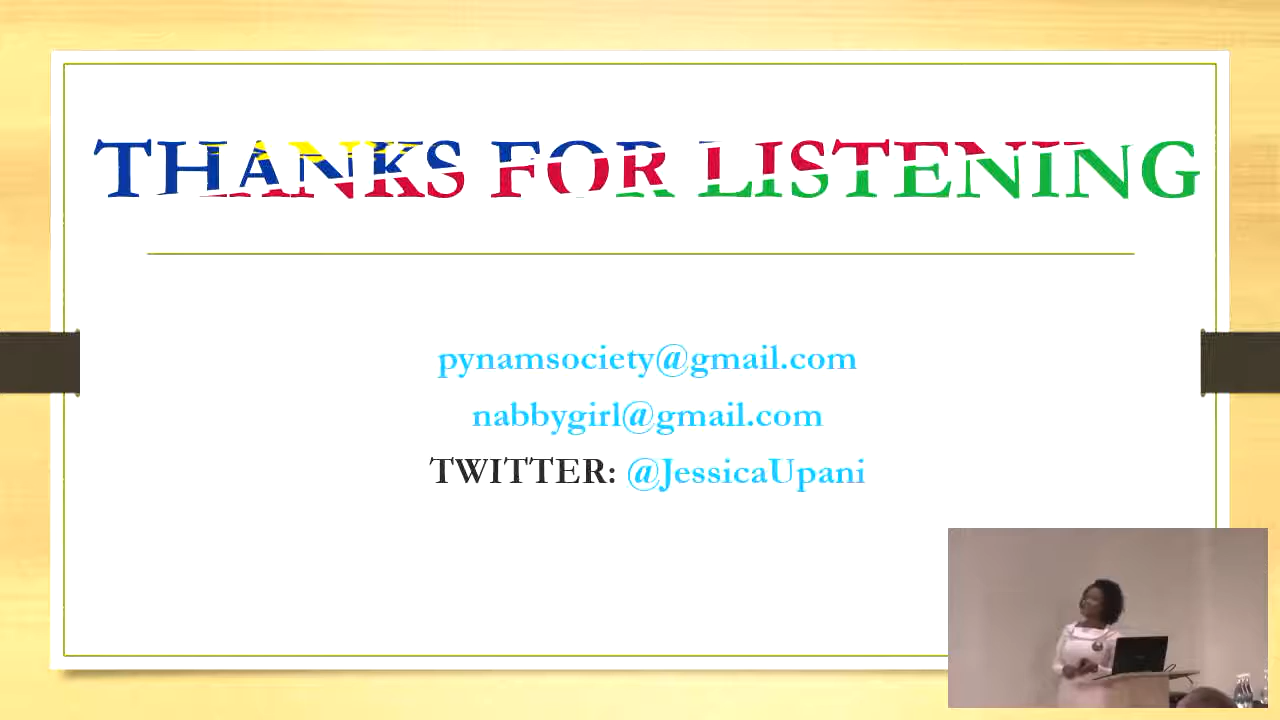 THANKS FOR LISTENING
pynamsociety@gmail.com
nabbygirl@gmail.com
TWITTER: @JessicaUpani